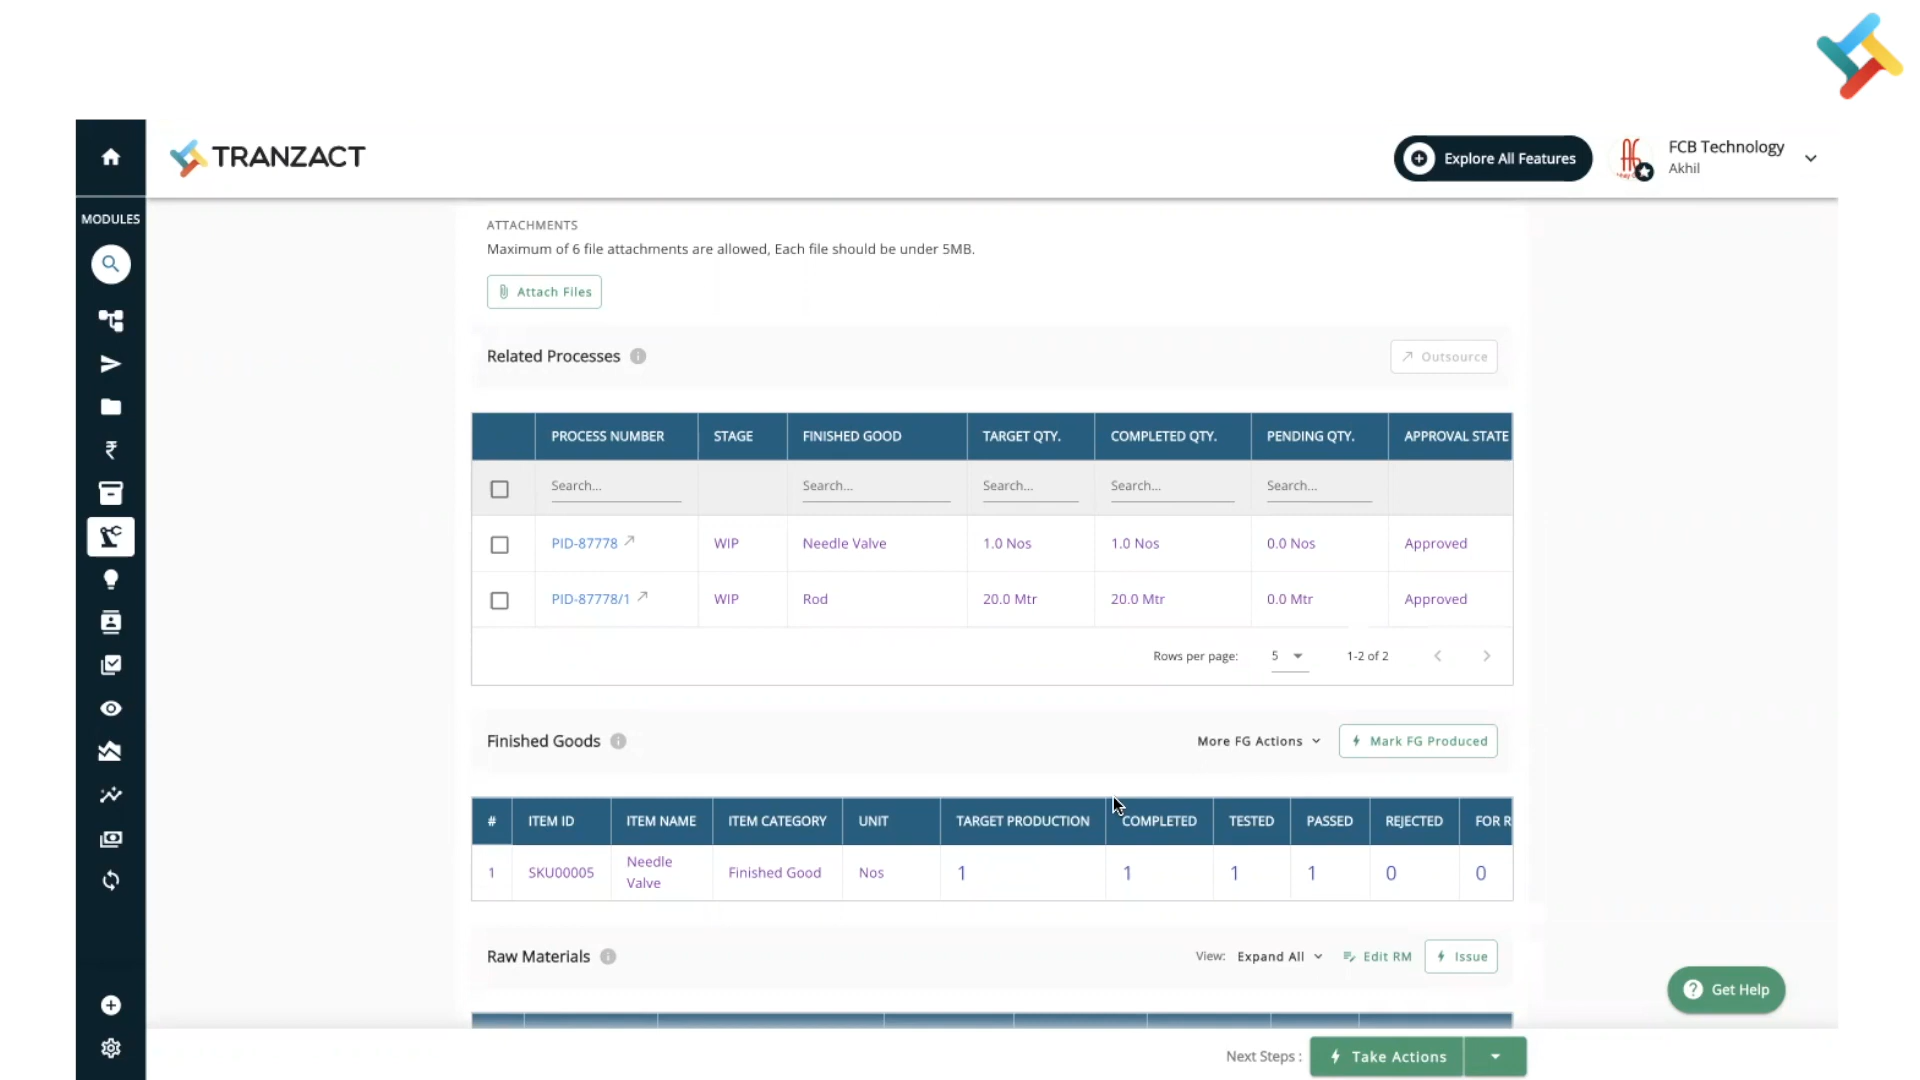 TRANZACT
Explore All Features
FCB Technology
Akhil
MODULES
ATTACHMENTS
Maximum of 6 file attachments are allowed, Each file should be under 5MB.
Attach Files
Related Processes
Outsource
PROCESS NUMBER STAGE FINISHED GOOD TARGET QTY. COMPLETED QTY. PENDING QTY. APPROVAL STATE
Search... Search... Search... Search... Search...
PID-87778 WIP Needle Valve 1.0 Nos 1.0 Nos 0.0 Nos Approved
PID-87778/1 WIP Rod 20.0 Mtr 20.0 Mtr 0.0 Mtr Approved
Rows per page: 5 1-2 of 2
Finished Goods More FG Actions Mark FG Produced
# ITEM ID ITEM NAME ITEM CATEGORY UNIT TARGET PRODUCTION COMPLETED TESTED PASSED REJECTED FOR R
1 SKU00005 Needle Valve Finished Good Nos 1 1 1 1 0 0
Raw Materials View: Expand All Edit RM Issue
Get Help
Next Steps : Take Actions